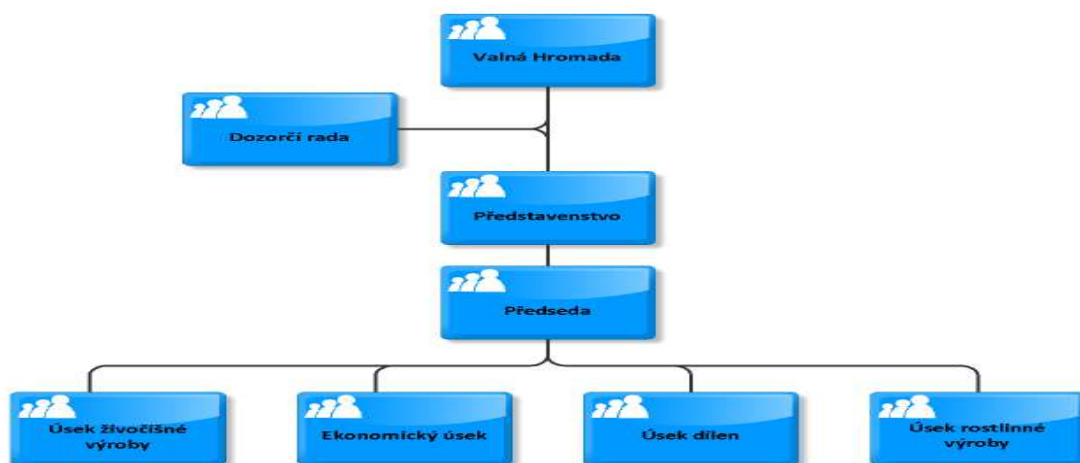 Valná Hromada
Dozorčí rada
Představenstvo
Předseda
Úsek živočišné
výroby
Ekonomický úsek
Úsek dílen
Úsek rostlinné
výroby